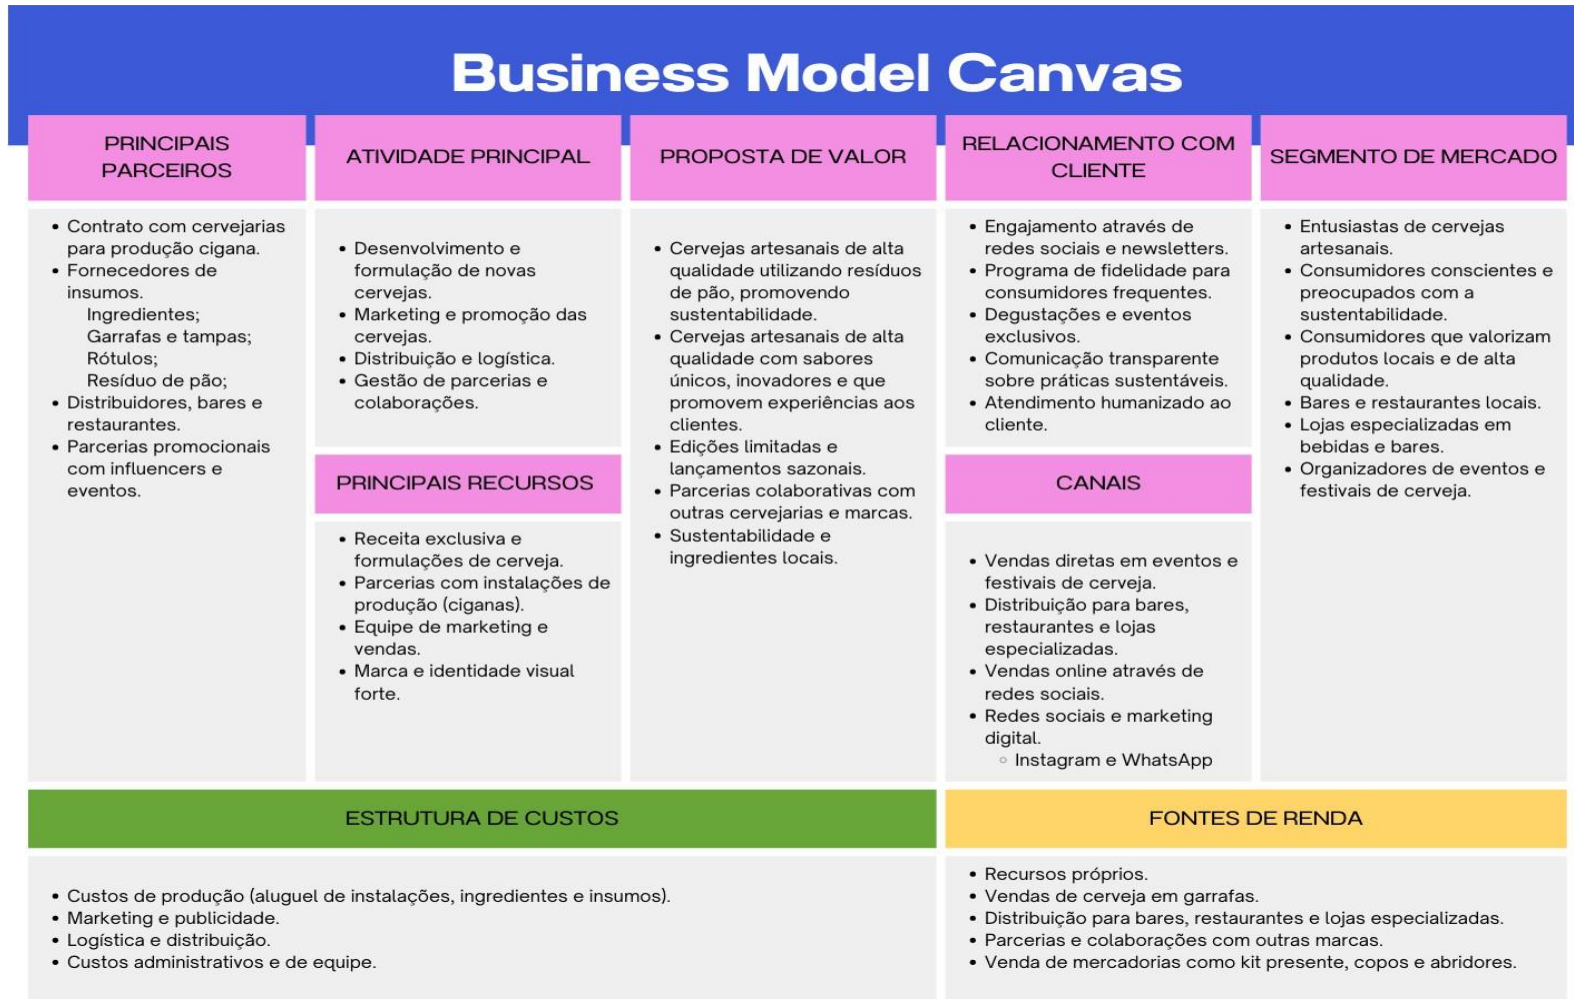 Business Model Canvas
PRINCIPAIS
PARCEIROS
• Contrato com cervejarias
para produção cigana.
• Fornecedores de
insumos.
Ingredientes;
Garrafas e tampas;
Rótulos;
Resíduo de pão;
• Distribuidores, bares e
restaurantes.
• Parcerias promocionais
com influencers e
eventos.
ATIVIDADE PRINCIPAL
• Desenvolvimento e
formulação de novas
cervejas.
• Marketing e promoção das
cervejas.
• Distribuição e logística.
• Gestão de parcerias e
colaborações.
PRINCIPAIS RECURSOS
• Receita exclusiva e
formulações de cerveja.
• Parcerias com instalações de
produção (ciganas).
• Equipe de marketing e
vendas.
• Marca e identidade visual
forte.
PROPOSTA DE VALOR
• Cervejas artesanais de alta
qualidade utilizando resíduos
de pão, promovendo
sustentabilidade.
• Cervejas artesanais de alta
qualidade com sabores
únicos, inovadores e que
promovem experiências aos
clientes.
• Edições limitadas e
lançamentos sazonais.
• Parcerias colaborativas com
outras cervejarias e marcas.
• Sustentabilidade e
ingredientes locais.
RELACIONAMENTO COM
CLIENTE
• Engajamento através de
redes sociais e newsletters.
• Programa de fidelidade para
consumidores frequentes.
• Degustações e eventos
exclusivos.
• Comunicação transparente
sobre práticas sustentáveis.
• Atendimento humanizado ao
cliente.
CANAIS
• Vendas diretas em eventos e
festivais de cerveja.
• Distribuição para bares,
restaurantes e lojas
especializadas.
• Vendas online através de
redes sociais.
• Redes sociais e marketing
digital.
◦ Instagram e WhatsApp
SEGMENTO DE MERCADO
• Entusiastas de cervejas
artesanais.
• Consumidores conscientes e
preocupados com a
sustentabilidade.
• Consumidores que valorizam
produtos locais e de alta
qualidade.
• Bares e restaurantes locais.
• Lojas especializadas em
bebidas e bares.
• Organizadores de eventos e
festivais de cerveja.
ESTRUTURA DE CUSTOS
• Custos de produção (aluguel de instalações, ingredientes e insumos).
• Marketing e publicidade.
• Logística e distribuição.
• Custos administrativos e de equipe.
FONTES DE RENDA
• Recursos próprios.
• Vendas de cerveja em garrafas.
• Distribuição para bares, restaurantes e lojas especializadas.
• Parcerias e colaborações com outras marcas.
• Venda de mercadorias como kit presente, copos e abridores.